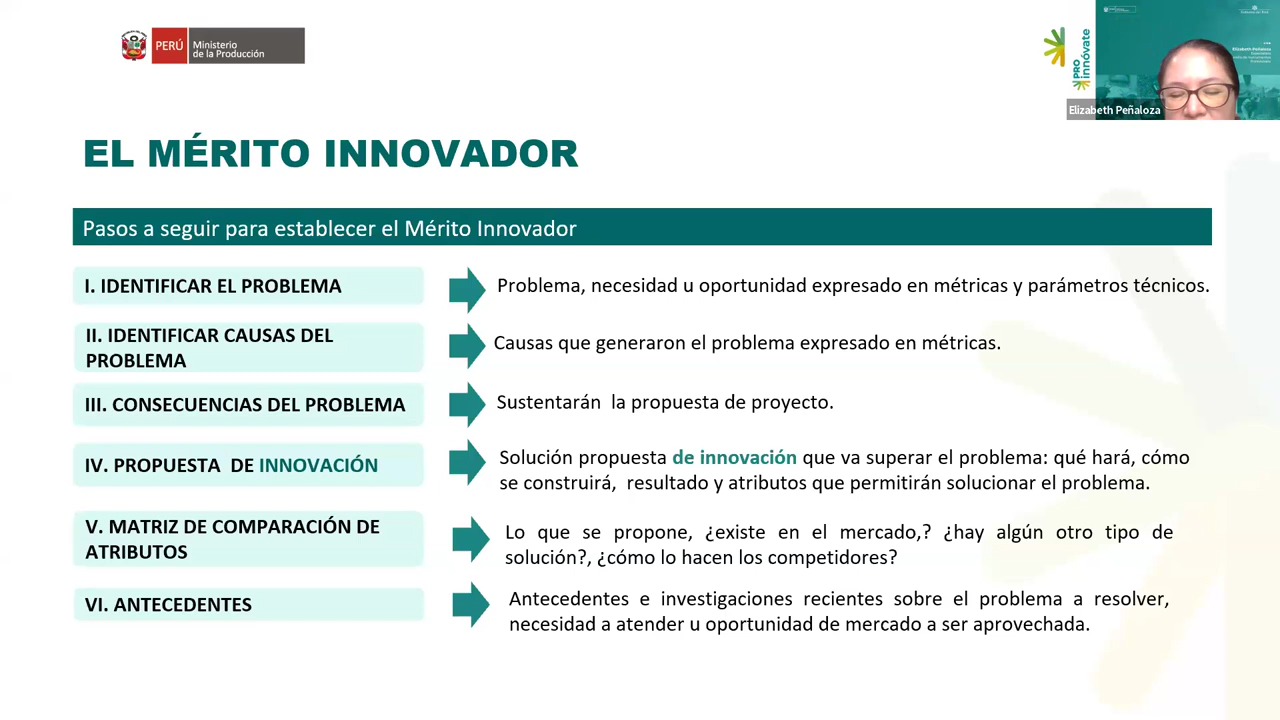 PERÚ
Ministerio
de la Producción
PRO
innóvate
Elizabeth Peñaloza
Elizabeth Peñaloza
EL MÉRITO INNOVADOR
Pasos a seguir para establecer el Mérito Innovador
I. IDENTIFICAR EL PROBLEMA
Problema, necesidad u oportunidad expresado en métricas y parámetros técnicos.
II. IDENTIFICAR CAUSAS DEL
PROBLEMA
Causas que generaron el problema expresado en métricas.
III. CONSECUENCIAS DEL PROBLEMA
Sustentarán la propuesta de proyecto.
IV. PROPUESTA DE INNOVACIÓN
Solución propuesta de innovación que va superar el problema: qué hará, cómo
se construirá, resultado y atributos que permitirán solucionar el problema.
V. MATRIZ DE COMPARACIÓN DE
ATRIBUTOS
Lo que se propone, ¿existe en el mercado,? ¿hay algún otro tipo de
solución?, ¿cómo lo hacen los competidores?
VI. ANTECEDENTES
Antecedentes e investigaciones recientes sobre el problema a resolver,
necesidad a atender u oportunidad de mercado a ser aprovechada.